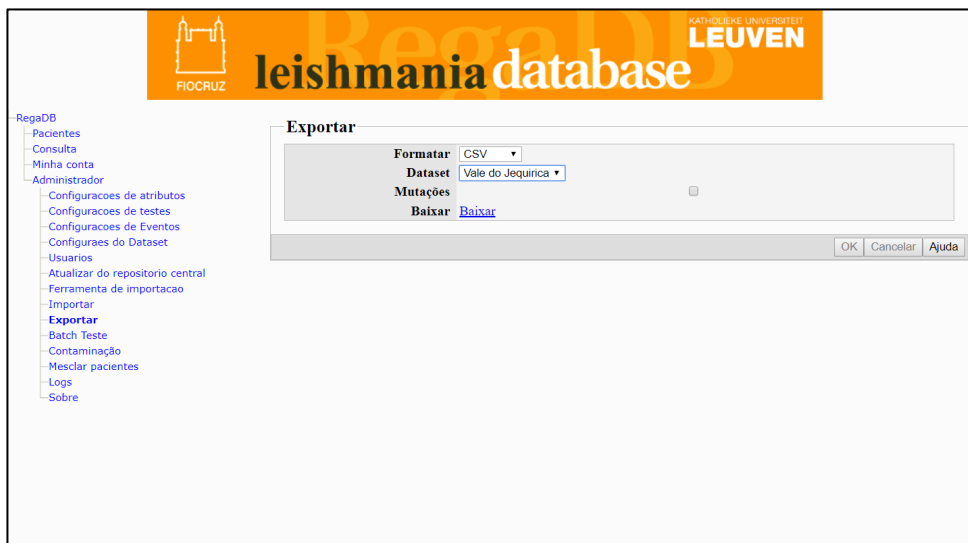 RegaDB
FIOCRUZ
leishmania database
KATHOLIEKE UNIVERSITEIT
LEUVEN
RegaDB
Pacientes
Consulta
Minha conta
Administrador
Configuracoes de atributos
Configuracoes de testes
Configuracoes de Eventos
Configuraes do Dataset
Usuarios
Atualizar do repositorio central
Ferramenta de importacao
Importar
Exportar
Batch Teste
Contaminação
Mesclar pacientes
Logs
Sobre
Exportar
Formatar CSV
Dataset Vale do Jequirica
Mutações
Baixar Baixar
OK Cancelar Ajuda